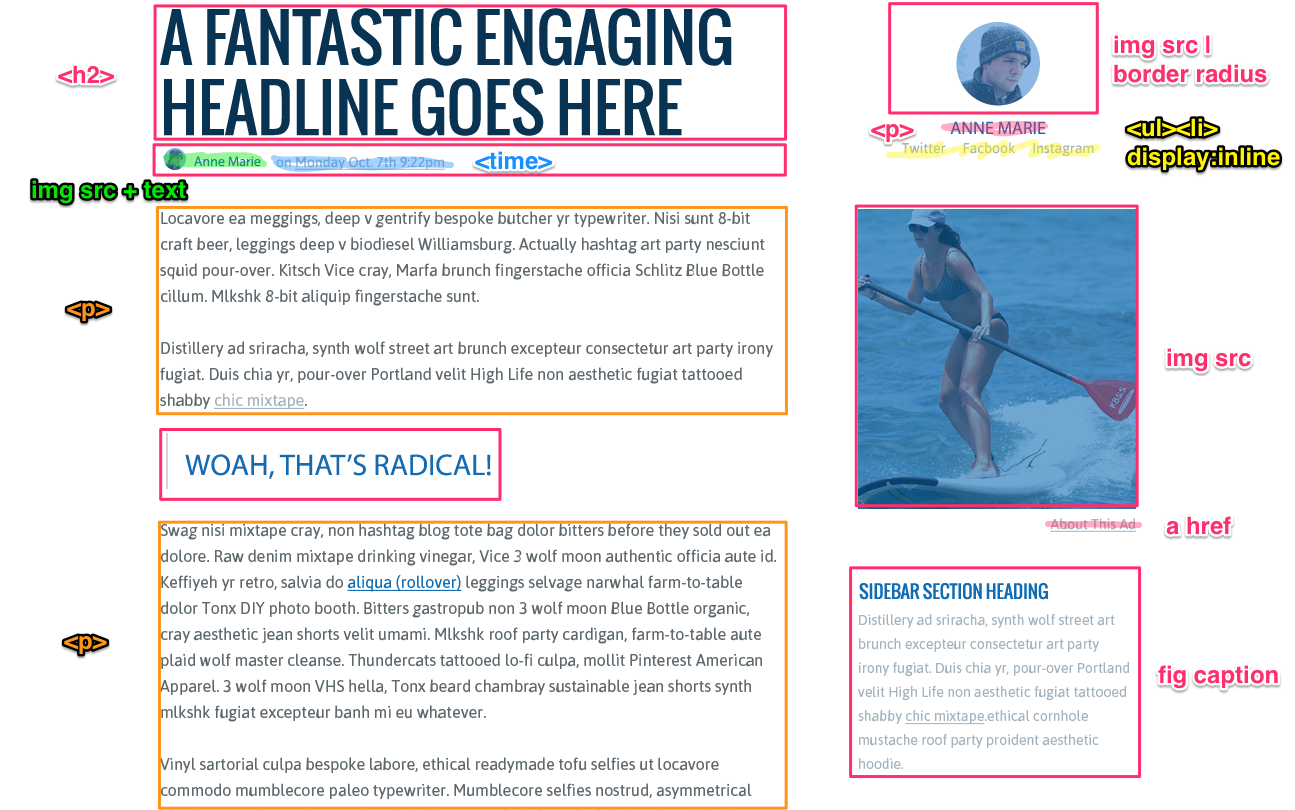 <h2>
A FANTASTIC ENGAGING
HEADLINE GOES HERE
Anne Marie on Monday Oct. 7th 9:22pm <time>
img src + text
<p>
Locavore ea meggings, deep v gentrify bespoke butcher yr typewriter. Nisi sunt 8-bit
craft beer, leggings deep v biodiesel Williamsburg. Actually hashtag art party nesciunt
squid pour-over. Kitsch Vice cray, Marfa brunch fingerstache officia Schlitz Blue Bottle
cillum. Mlkshk 8-bit aliquip fingerstache sunt.
Distillery ad sriracha, synth wolf street art brunch excepteur consectetur art party irony
fugiat. Duis chia yr, pour-over Portland velit High Life non aesthetic fugiat tattooed
shabby chic mixtape.
WOAH, THAT’S RADICAL!
<p>
Swag nisi mixtape cray, non hashtag blog tote bag dolor bitters before they sold out ea
dolore. Raw denim mixtape drinking vinegar, Vice 3 wolf moon authentic officia aute id.
Keffiyeh yr retro, salvia do aliqua (rollover) leggings selvage narwhal farm-to-table
dolor Tonx DIY photo booth. Bitters gastropub non 3 wolf moon Blue Bottle organic,
cray aesthetic jean shorts velit umami. Mlkshk roof party cardigan, farm-to-table aute
plaid wolf master cleanse. Thundercats tattooed lo-fi culpa, mollit Pinterest American
Apparel. 3 wolf moon VHS hella, Tonx beard chambray sustainable jean shorts synth
mlkshk fugiat excepteur banh mi eu whatever.
Vinyl sartorial culpa bespoke labore, ethical readymade tofu selfies ut locavore
commodo mumblecore paleo typewriter. Mumblecore selfies nostrud, asymmetrical
img src I
border radius
<p> ANNE MARIE
Twitter Facbook Instagram
<ul><li>
display:inline
KBSS
img src
About This Ad
a href
SIDEBAR SECTION HEADING
Distillery ad sriracha, synth wolf street art
brunch excepteur consectetur art party
irony fugiat. Duis chia yr, pour-over Portland
velit High Life non aesthetic fugiat tattooed
shabby chic mixtape.ethical cornhole
mustache roof party proident aesthetic
hoodie.
fig caption